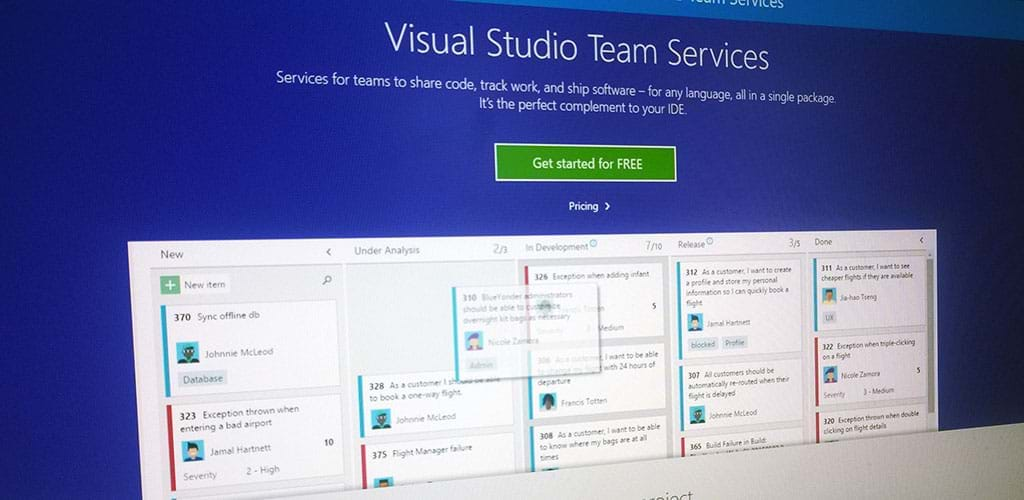 Team Services
Visual Studio Team Services
Services for teams to share code, track work, and ship software – for any language, all in a single package.
It's the perfect complement to your IDE.
Get started for FREE
Pricing >
New <
New item
370 Sync offline db
Johnnie McLeod
Database
323 Exception thrown when
entering a bad airport
Jamal Hartnett 10
Severity 2 - High
Under Analysis 2/3
310 BlueYonder administrators
should be able to customize
overnight kit bags as necessary
Nicole Zamora
Admin
328 As a customer I should be able
to book a one-way flight.
Johnnie McLeod
375 Flight Manager failure
In Development 7/10
326 Exception when adding infant
5
Severity 3 - Medium
306 As a customer, I want to be able
to change my flight with 24 hours of
departure
Francis Totten
308 As a customer, I want to be able
to know where my bags are at all
times
Release 3/5
312 As a customer, I want to create
a profile and store my personal
information so I can quickly book a
flight
Jamal Hartnett
blocked Profile
307 All customers should be
automatically re-routed when their
flight is delayed
Johnnie McLeod
365 Build Failure in Build:
Done <
311 As a customer, I want to see
cheaper flights if they are available
Jia-hao Tseng
UX
322 Exception when triple-clicking
on a flight
Nicole Zamora 5
Severity 3 - Medium
320 Exception thrown when double
clicking on flight details
project